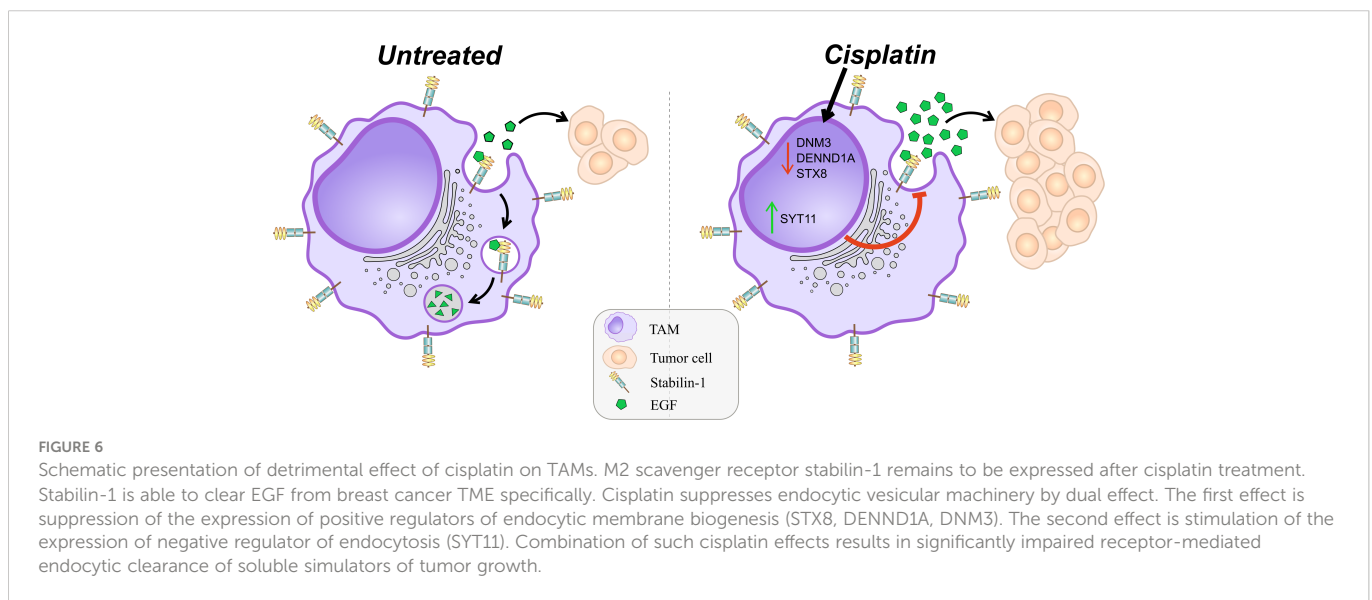 Untreated
Cisplatin
DNM3
DENND1A
STX8
SYT11
TAM
Tumor cell
Stabilin-1
EGF
FIGURE 6
Schematic presentation of detrimental effect of cisplatin on TAMs. M2 scavenger receptor stabilin-1 remains to be expressed after cisplatin treatment.
Stabilin-1 is able to clear EGF from breast cancer TME specifically. Cisplatin suppresses endocytic vesicular machinery by dual effect. The first effect is
suppression of the expression of positive regulators of endocytic membrane biogenesis (STX8, DENND1A, DNM3). The second effect is stimulation of the
expression of negative regulator of endocytosis (SYT11). Combination of such cisplatin effects results in significantly impaired receptor-mediated
endocytic clearance of soluble simulators of tumor growth.